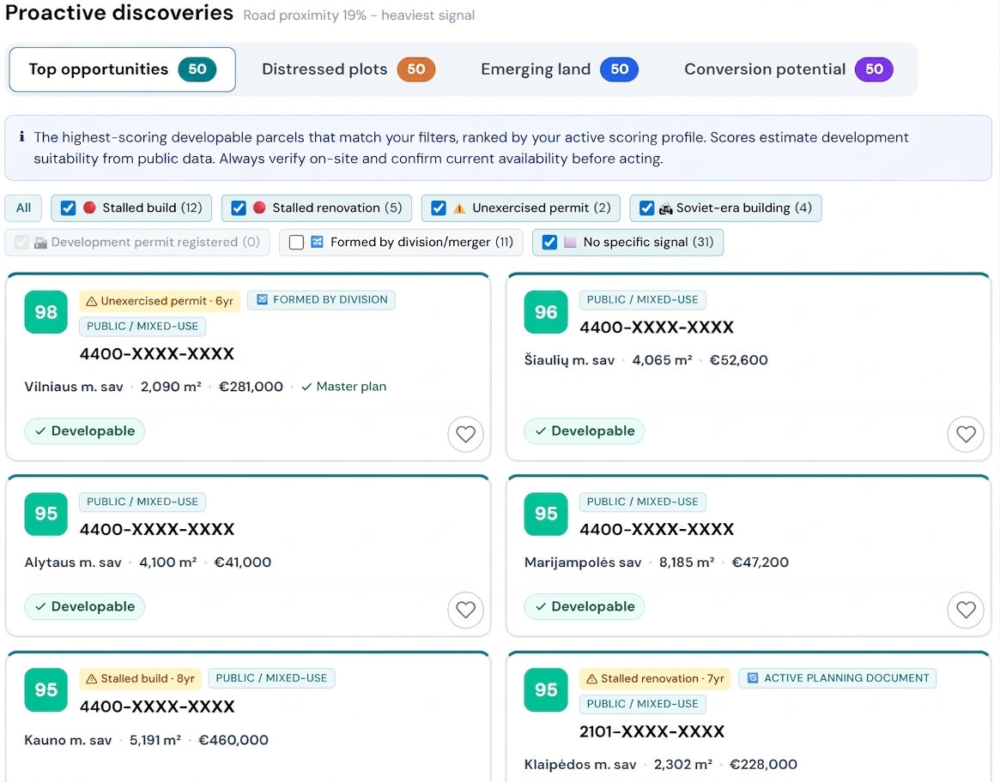 Proactive discoveries Road proximity 19% – heaviest signal
Top opportunities 50 Distressed plots 50 Emerging land 50 Conversion potential 50
i The highest-scoring developable parcels that match your filters, ranked by your active scoring profile. Scores estimate development
suitability from public data. Always verify on-site and confirm current availability before acting.
All Stalled build (12) Stalled renovation (5) Unexercised permit (2) Soviet-era building (4)
Development permit registered (0) Formed by division/merger (11) No specific signal (31)
98 Unexercised permit · 6yr FORMED BY DIVISION
PUBLIC / MIXED-USE
4400-XXXX-XXXX
Vilniaus m. sav · 2,090 m² · €281,000 · ✓ Master plan
✓ Developable
96 PUBLIC / MIXED-USE
4400-XXXX-XXXX
Šiaulių m. sav · 4,065 m² · €52,600
✓ Developable
95 PUBLIC / MIXED-USE
4400-XXXX-XXXX
Alytaus m. sav · 4,100 m² · €41,000
✓ Developable
95 PUBLIC / MIXED-USE
4400-XXXX-XXXX
Marijampolės sav · 8,185 m² · €47,200
✓ Developable
95 Stalled build · 8yr PUBLIC / MIXED-USE
4400-XXXX-XXXX
Kauno m. sav · 5,191 m² · €460,000
95 Stalled renovation · 7yr ACTIVE PLANNING DOCUMENT
PUBLIC / MIXED-USE
2101-XXXX-XXXX
Klaipėdos m. sav · 2,302 m² · €228,000